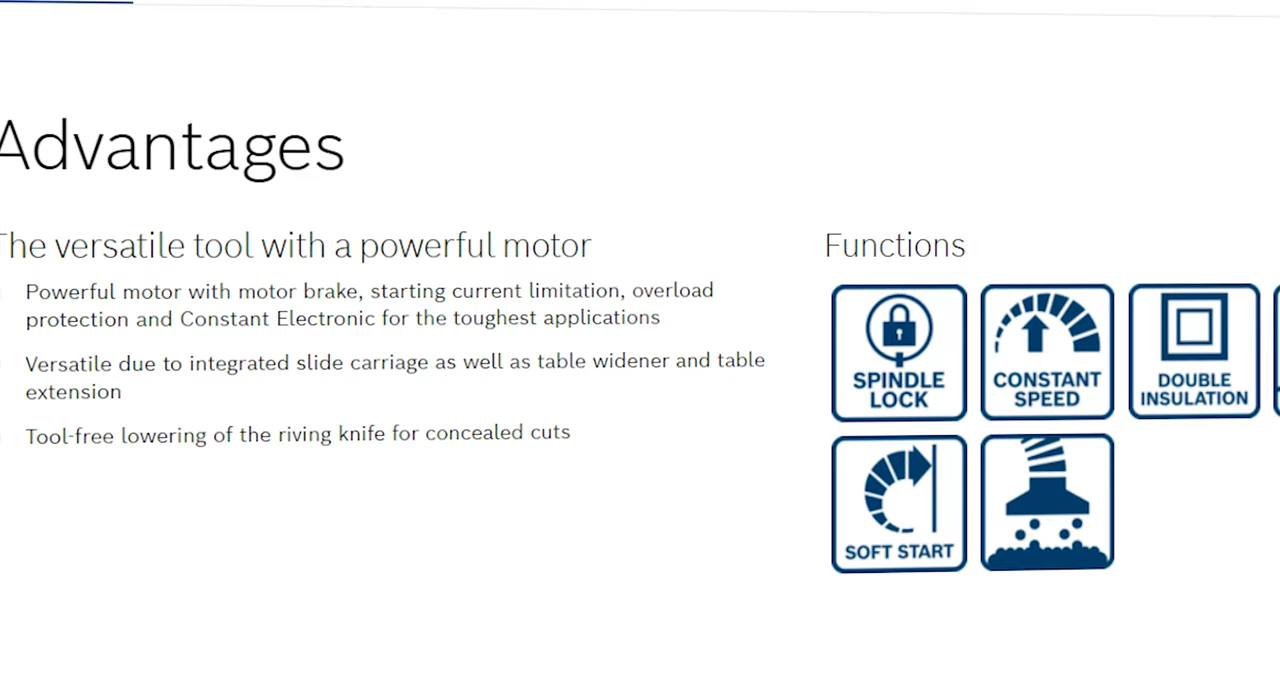 Advantages
The versatile tool with a powerful motor
Powerful motor with motor brake, starting current limitation, overload
protection and Constant Electronic for the toughest applications
Versatile due to integrated slide carriage as well as table widener and table
extension
Tool-free lowering of the riving knife for concealed cuts
Functions
SPINDLE
LOCK
CONSTANT
SPEED
DOUBLE
INSULATION
SOFT START